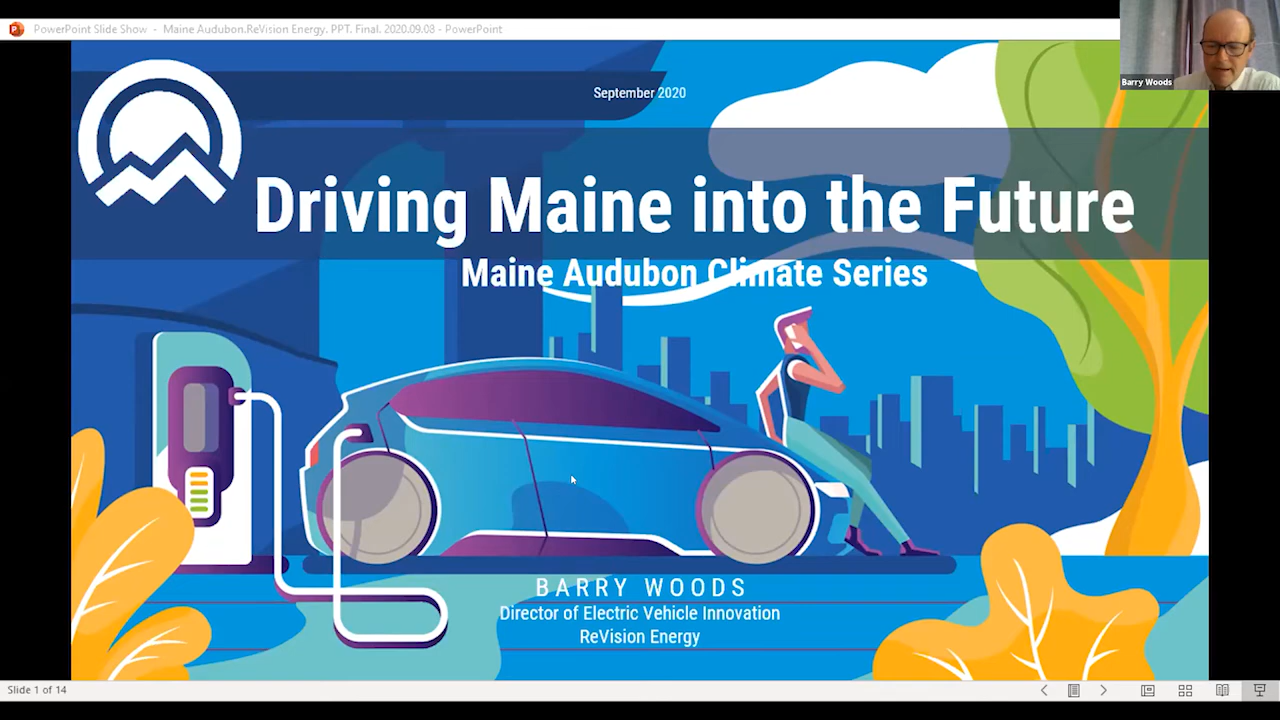 PowerPoint Slide Show - Maine Audubon.ReVision Energy. PPT. Final. 2020.09.08 - PowerPoint
Barry Woods
September 2020
Driving Maine into the Future
Maine Audubon Climate Series
BARRY WOODS
Director of Electric Vehicle Innovation
ReVision Energy
Slide 1 of 14